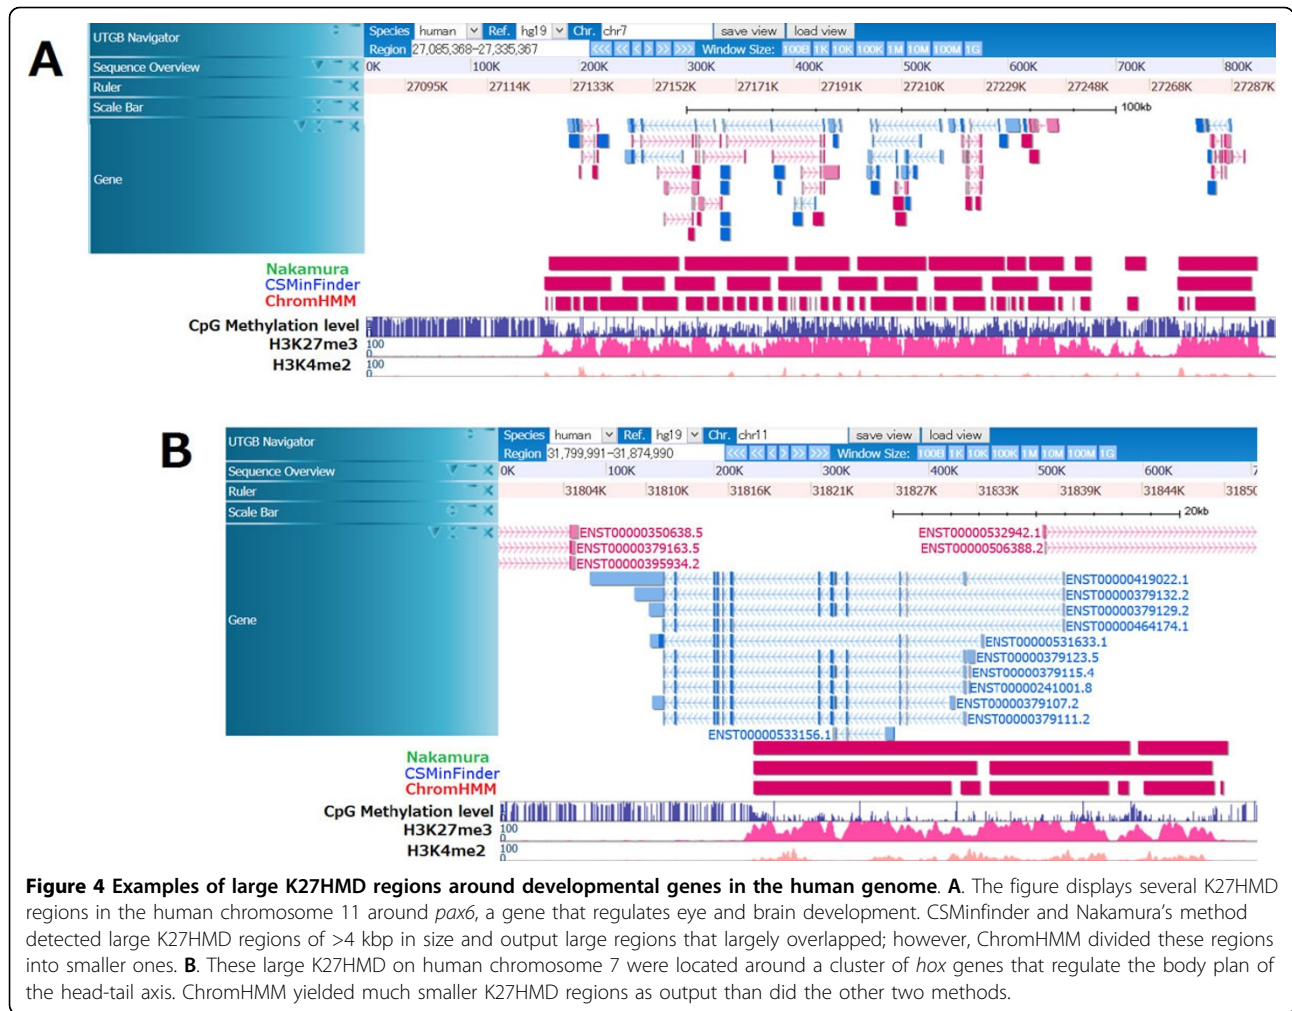 A
UTGB Navigator
Species human Ref. hg19 Chr. chr7 save view load view
Region 27,085,368-27,335,367 <<< << < > >> >>> Window Size: 100B 1K 10K 100K 1M 10M 100M 1G
Sequence Overview
0K 100K 200K 300K 400K 500K 600K 700K 800K
Ruler
27095K 27114K 27133K 27152K 27171K 27191K 27210K 27229K 27248K 27268K 27287K
Scale Bar
100kb
Gene
Nakamura
CSMinFinder
ChromHMM
CpG Methylation level
H3K27me3
100
0
H3K4me2
100
0
B
UTGB Navigator
Species human Ref. hg19 Chr. chr11 save view load view
Region 31,799,991-31,874,990 <<< << < > >> >>> Window Size: 100B 1K 10K 100K 1M 10M 100M 1G
Sequence Overview
0K 100K 200K 300K 400K 500K 600K 7
Ruler
31804K 31810K 31816K 31821K 31827K 31833K 31839K 31844K 31850
Scale Bar
20kb
Gene
ENST00000350638.5 ENST00000532942.1
ENST00000379163.5 ENST00000506388.2
ENST00000395934.2
ENST00000419022.1
ENST00000379132.2
ENST00000379129.2
ENST00000464174.1
ENST00000531633.1
ENST00000379123.5
ENST00000379115.4
ENST00000241001.8
ENST00000379107.2
ENST00000379111.2
ENST00000533156.1
Nakamura
CSMinFinder
ChromHMM
CpG Methylation level
H3K27me3
100
0
H3K4me2
100
0
Figure 4 Examples of large K27HMD regions around developmental genes in the human genome. A. The figure displays several K27HMD
regions in the human chromosome 11 around pax6, a gene that regulates eye and brain development. CSMinfinder and Nakamura's method
detected large K27HMD regions of >4 kbp in size and output large regions that largely overlapped; however, ChromHMM divided these regions
into smaller ones. B. These large K27HMD on human chromosome 7 were located around a cluster of hox genes that regulate the body plan of
the head-tail axis. ChromHMM yielded much smaller K27HMD regions as output than did the other two methods.